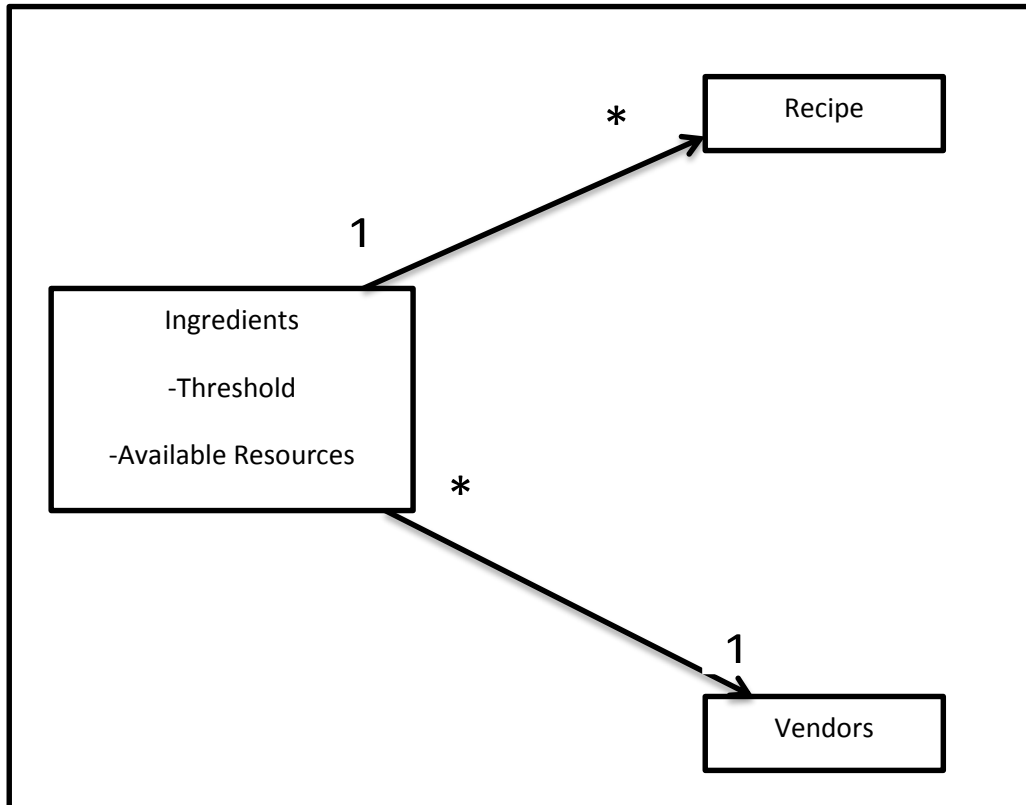 Recipe
*
1
Ingredients
-Threshold
-Available Resources
*
1
Vendors